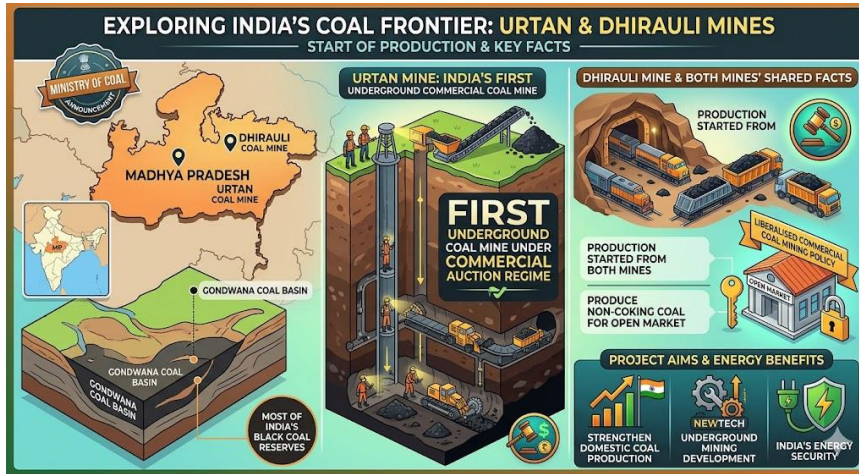 EXPLORING INDIA'S COAL FRONTIER: URTAN & DHIRAULI MINES
START OF PRODUCTION & KEY FACTS
MINISTRY OF COAL
ANNOUNCEMENT
DHIRAULI
COAL MINE
MADHYA PRADESH
URTAN
COAL MINE
MP
GONDWANA COAL BASIN
GONDWANA COAL
BASIN
GONDWANA
COAL BASIN
MOST OF
INDIA'S
BLACK COAL
RESERVES
URTAN MINE: INDIA'S FIRST
UNDERGROUND COMMERCIAL COAL MINE
FIRST
UNDERGROUND
COAL MINE UNDER
COMMERCIAL
AUCTION REGIME
$
₹
DHIRAULI MINE & BOTH MINES' SHARED FACTS
PRODUCTION
STARTED FROM
$
PRODUCTION
STARTED FROM
BOTH MINES
PRODUCE
NON-COKING COAL
FOR OPEN MARKET
LIBERALISED COMMERCIAL
COAL MINING POLICY
OPEN MARKET
PROJECT AIMS & ENERGY BENEFITS
STRENGTHEN
DOMESTIC COAL
PRODUCTION
NEWTECH
UNDERGROUND
MINING
DEVELOPMENT
INDIA'S ENERGY
SECURITY